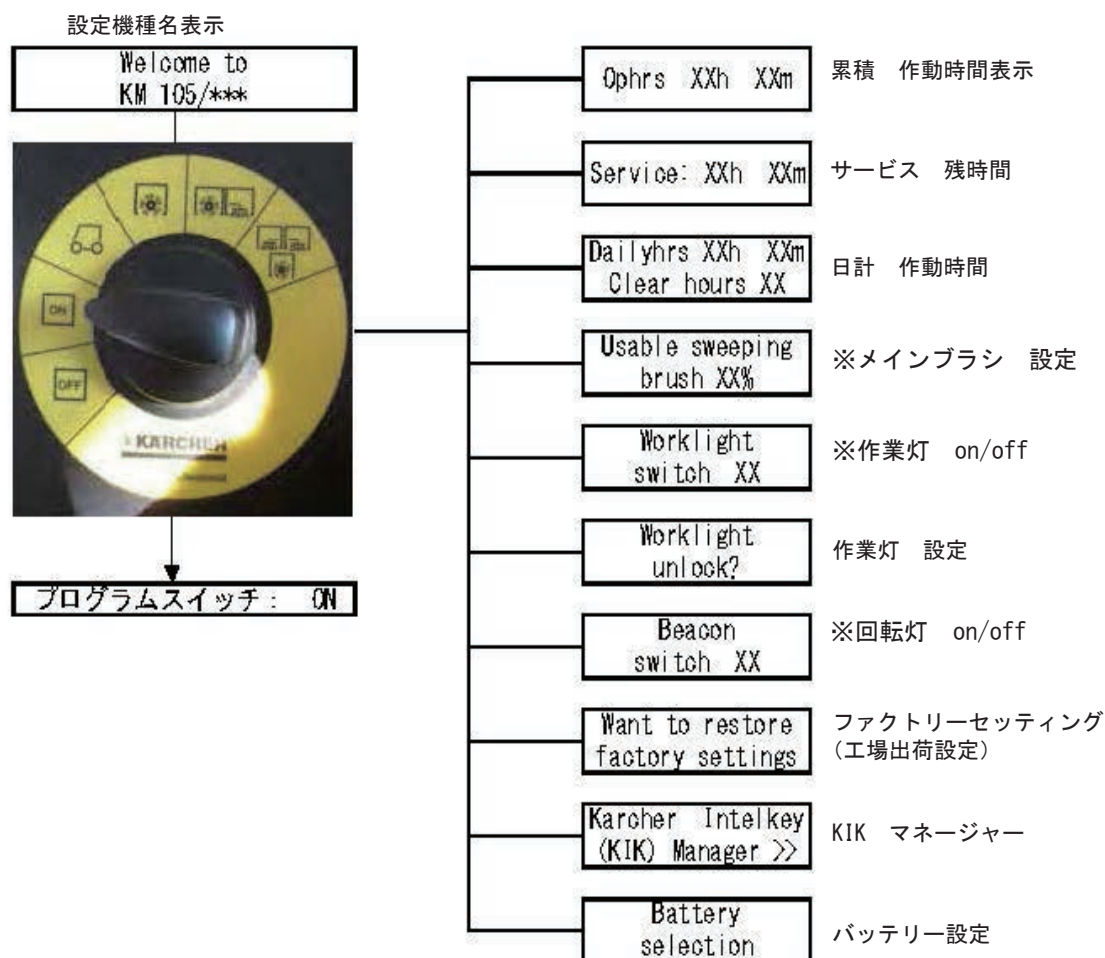 設定機種名表示
Welcome to
KM 105/***
ON
OFF
KÄRCHER
プログラムスイッチ： ON
Ophrs XXh XXm
累積 作動時間表示
Service: XXh XXm
サービス 残時間
Dailyhrs XXh XXm
Clear hours XX
日計 作動時間
Usable sweeping
brush XX%
※メインブラシ 設定
Worklight
switch XX
※作業灯 on/off
Worklight
unlock?
作業灯 設定
Beacon
switch XX
※回転灯 on/off
Want to restore
factory settings
ファクトリーセッティング
(工場出荷設定)
Karcher Intelkey
(KIK) Manager >>
KIK マネージャー
Battery
selection
バッテリー設定